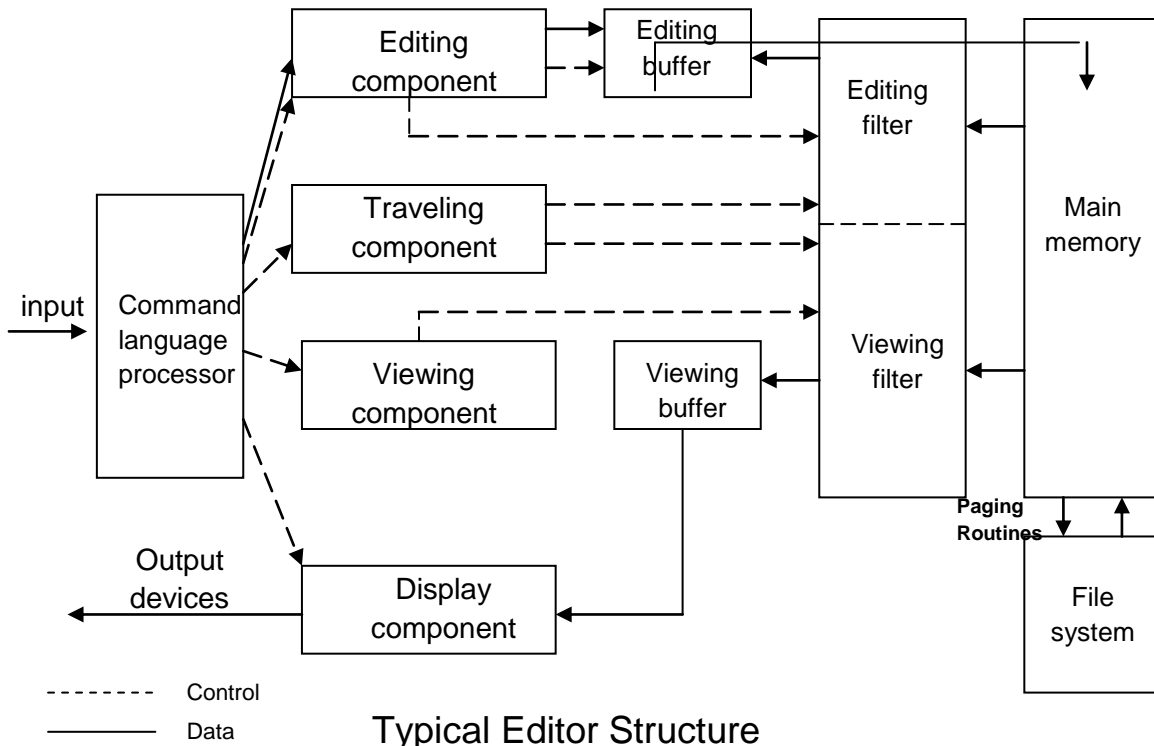 Editing
component
Editing
buffer
Editing
filter
Main
memory
Traveling
component
input
Command
language
processor
Viewing
component
Viewing
buffer
Viewing
filter
Paging
Routines
Output
devices
Display
component
File
system
Control
Data
Typical Editor Structure